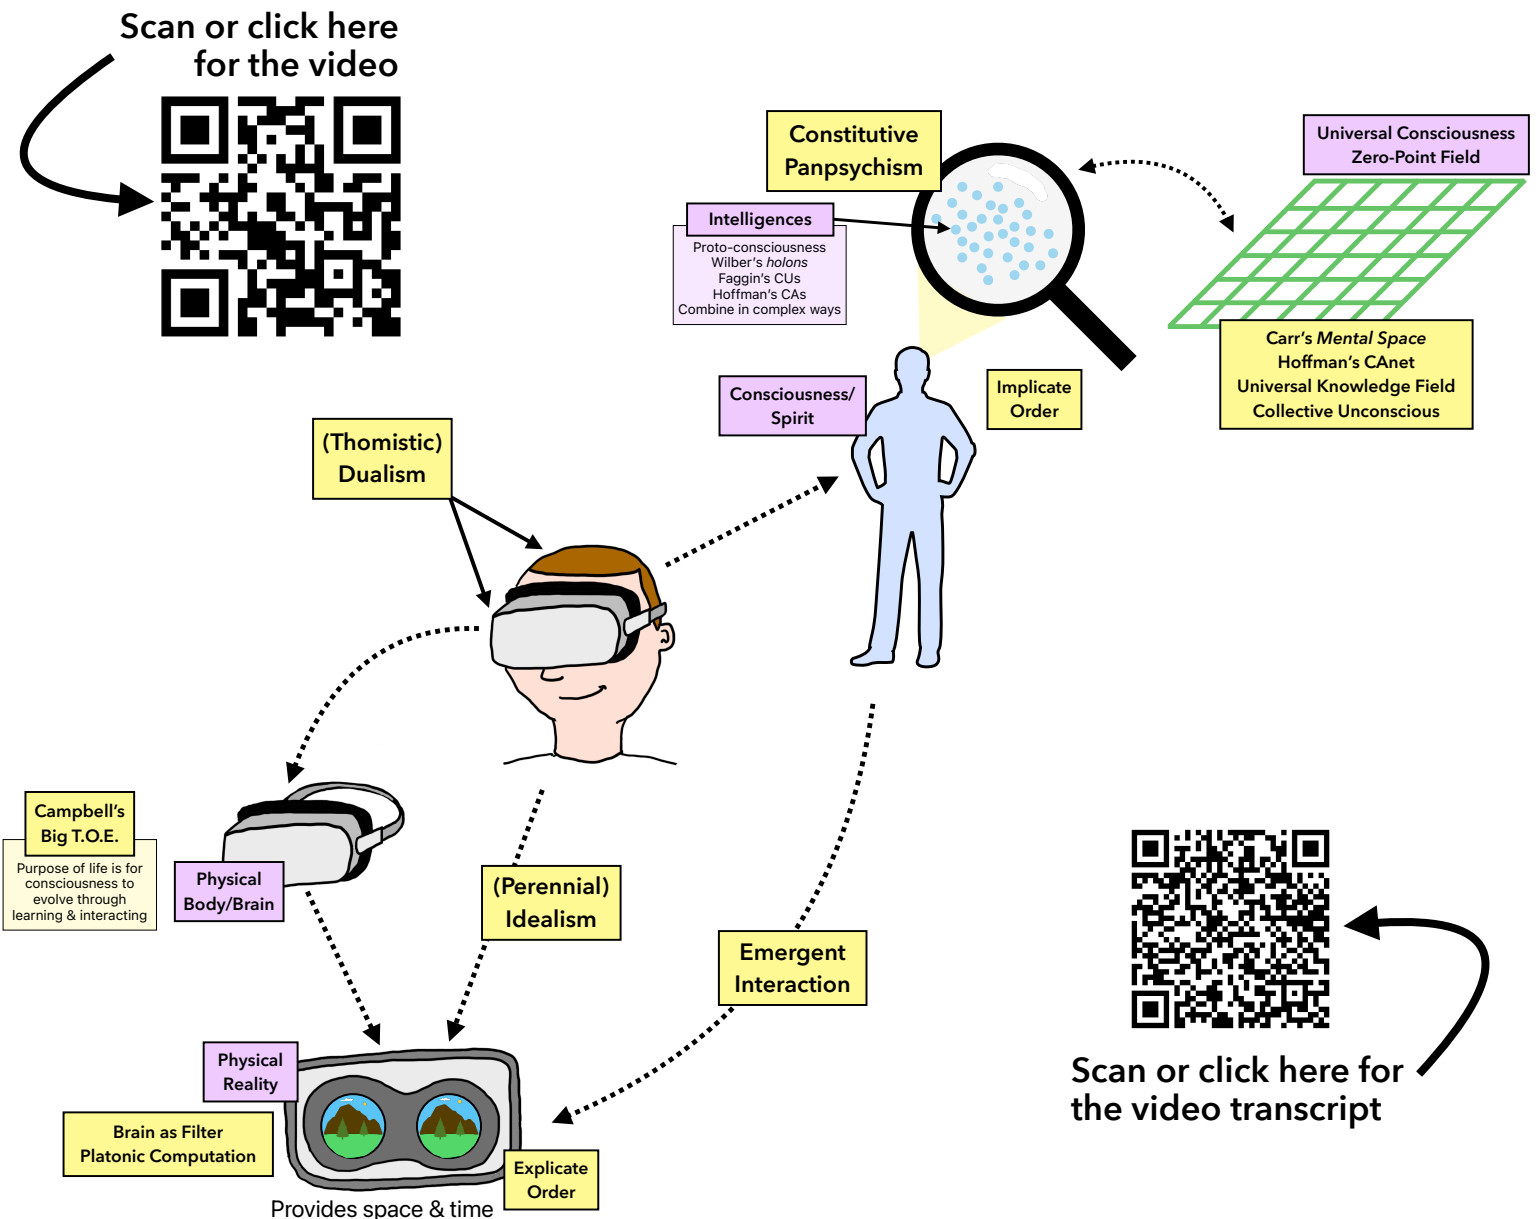 Scan or click here
for the video
Constitutive
Panpsychism
Universal Consciousness
Zero-Point Field
Intelligences
Proto-consciousness
Wilber's holons
Faggin's CUs
Hoffman's CAs
Combine in complex ways
Carr's Mental Space
Hoffman's CAnet
Universal Knowledge Field
Collective Unconscious
Consciousness/
Spirit
Implicate
Order
(Thomistic)
Dualism
Campbell's
Big T.O.E.
Purpose of life is for
consciousness to
evolve through
learning & interacting
Physical
Body/Brain
(Perennial)
Idealism
Emergent
Interaction
Physical
Reality
Brain as Filter
Platonic Computation
Explicate
Order
Provides space & time
Scan or click here for
the video transcript